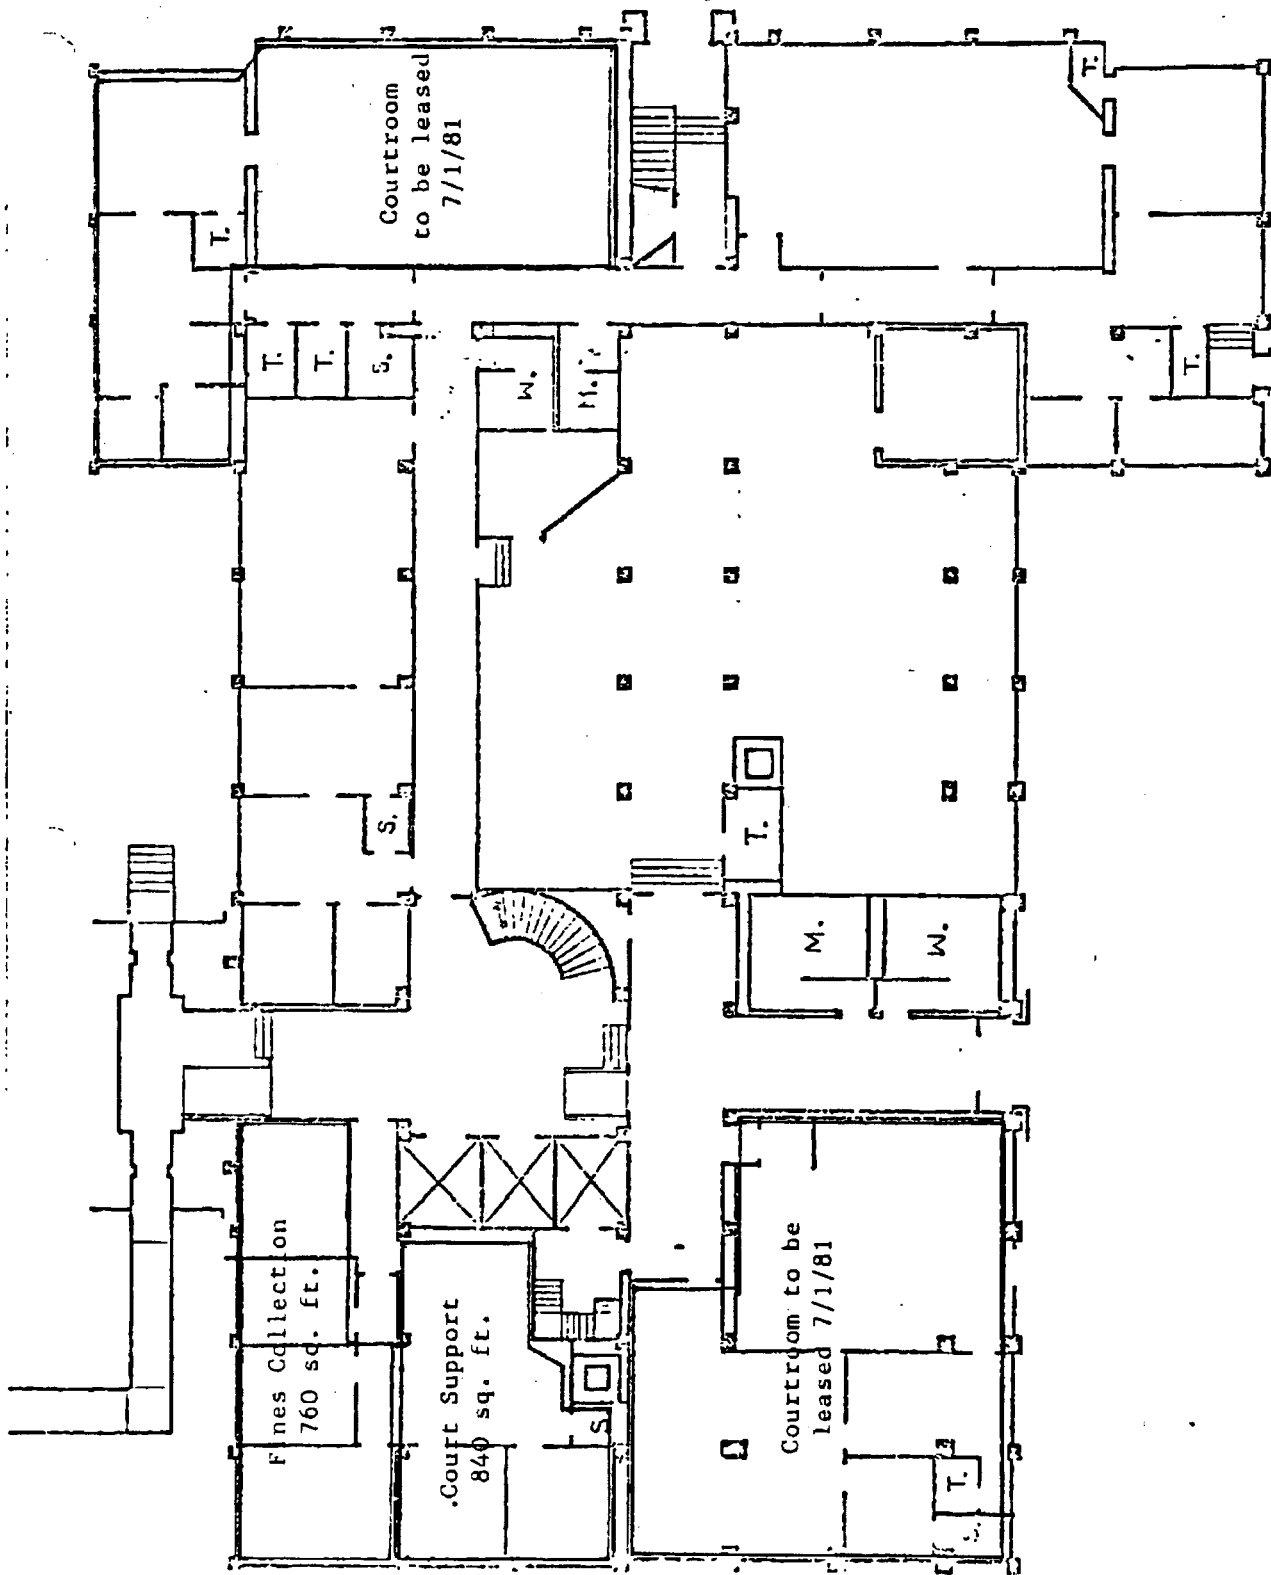 Courtroom
to be leased
7/1/81
T.
T.
T.
T.
S.
W.
M.
T.
S.
T.
M.
W.
Fines Collection
760 sq. ft.
.Court Support
840 sq. ft.
S.
Courtroom to be
leased 7/1/81
T.
S.